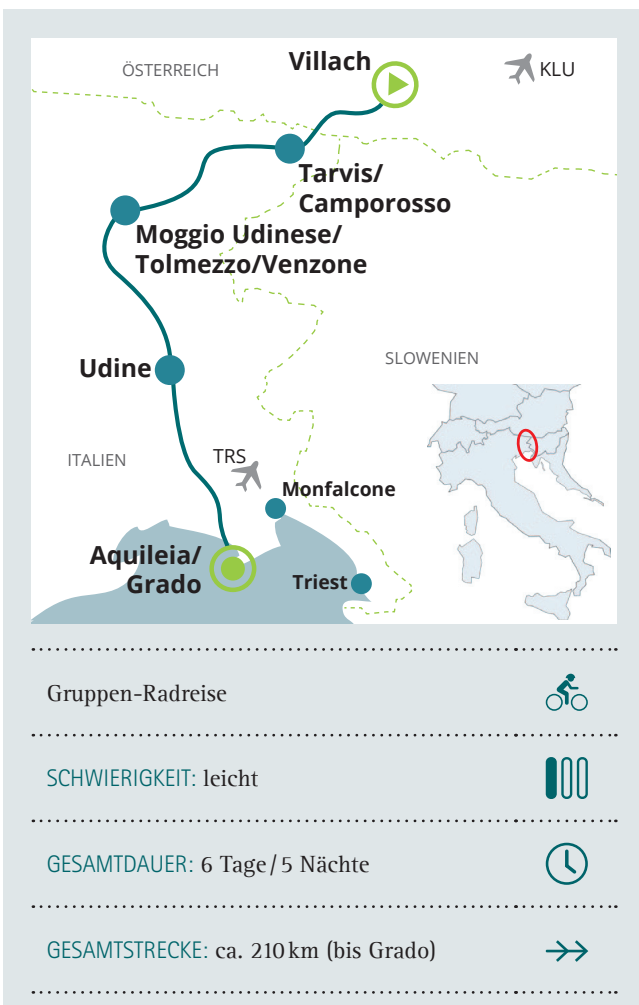 ÖSTERREICH
Villach
KLU
Tarvis/
Camporosso
Moggio Udinese/
Tolmezzo/Venzone
Udine
SLOWENIEN
ITALIEN
TRS
Monfalcone
Aquileia/
Grado
Triest
Gruppen-Radreise
SCHWIERIGKEIT: leicht
GESAMTDAUER: 6 Tage / 5 Nächte
GESAMTSTRECKE: ca. 210 km (bis Grado)